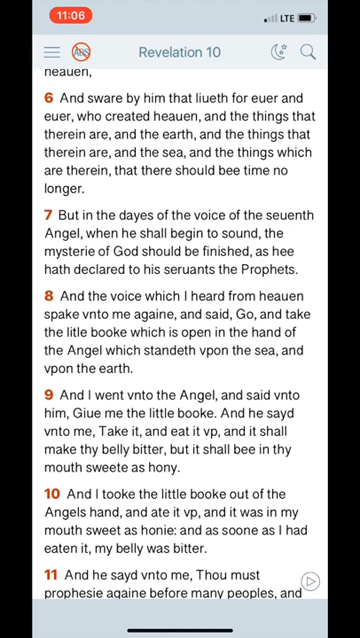 11:06
LTE
ADS
Revelation 10
heauen,
6 And sware by him that liueth for euer and
euer, who created heauen, and the things that
therein are, and the earth, and the things that
therein are, and the sea, and the things which
are therein, that there should bee time no
longer.
7 But in the dayes of the voice of the seuenth
Angel, when he shall begin to sound, the
mysterie of God should be finished, as hee
hath declared to his seruants the Prophets.
8 And the voice which I heard from heauen
spake vnto me againe, and said, Go, and take
the litle booke which is open in the hand of
the Angel which standeth vpon the sea, and
vpon the earth.
9 And I went vnto the Angel, and said vnto
him, Giue me the little booke. And he sayd
vnto me, Take it, and eat it vp, and it shall
make thy belly bitter, but it shall bee in thy
mouth sweete as hony.
10 And I tooke the little booke out of the
Angels hand, and ate it vp, and it was in my
mouth sweet as honie: and as soone as I had
eaten it, my belly was bitter.
11 And he sayd vnto me, Thou must
prophesie againe before many peoples, and